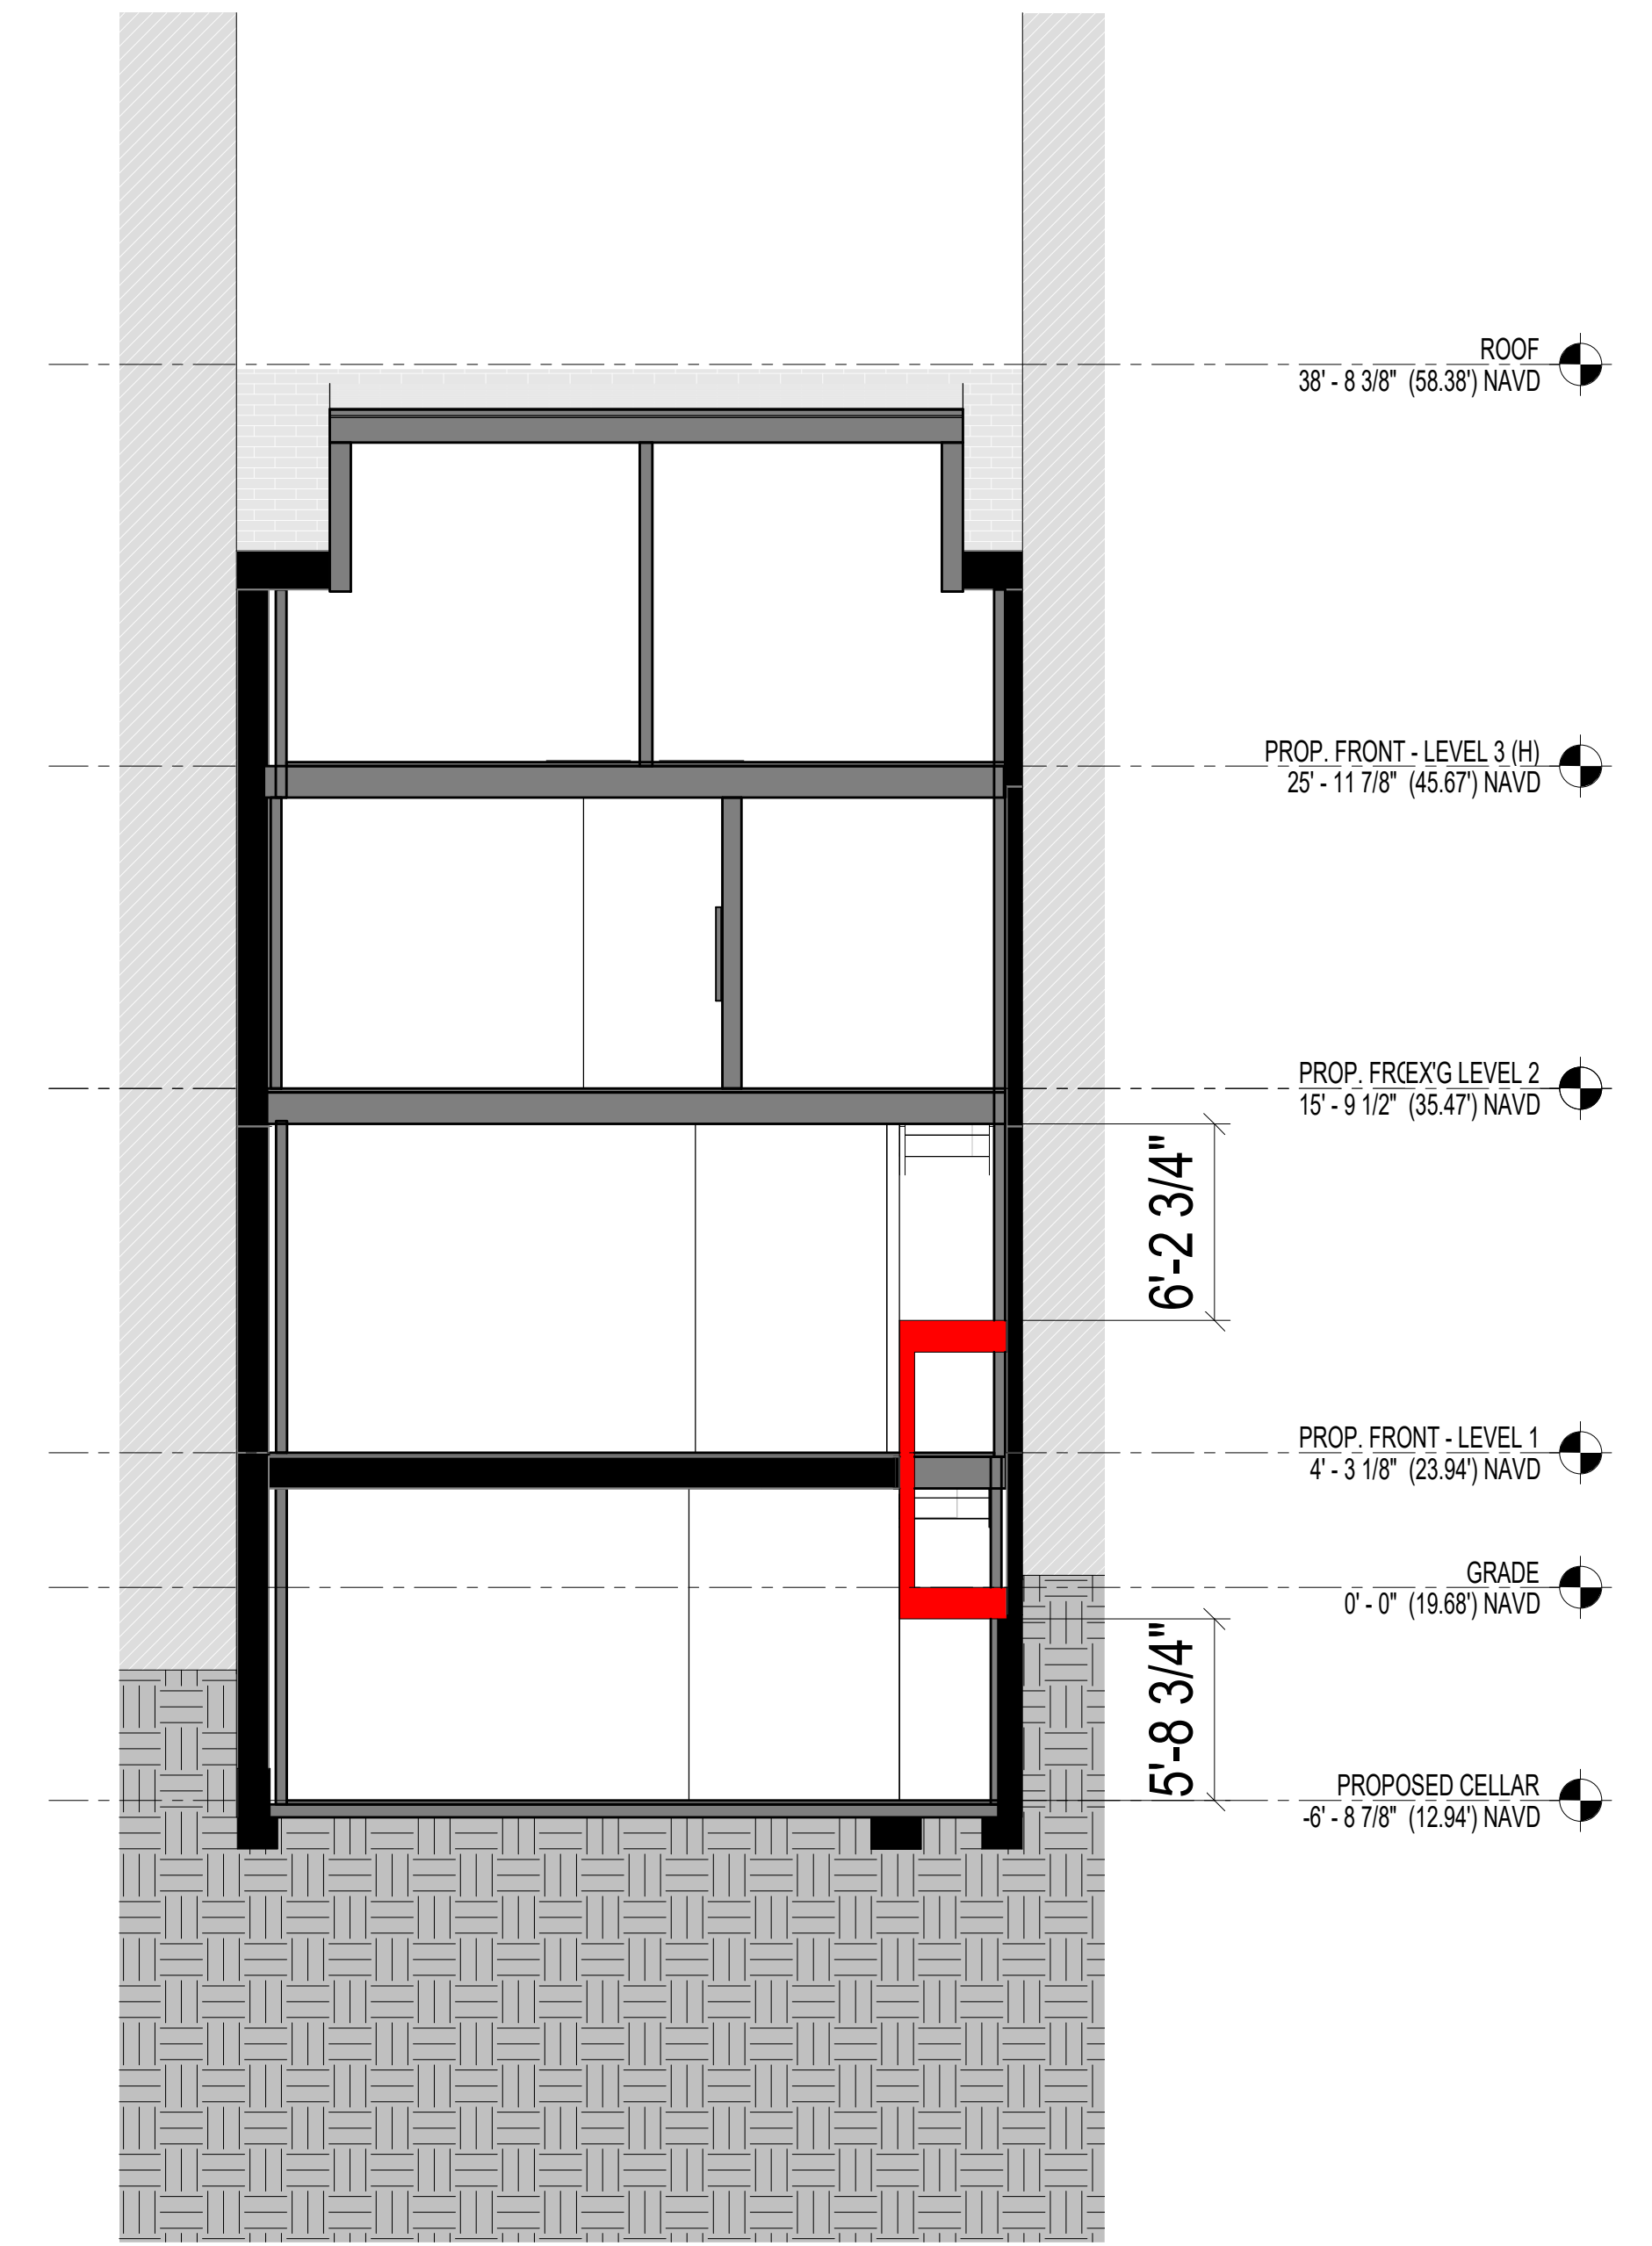 ROOF
38' - 8 3/8" (58.38') NAVD
PROP. FRONT - LEVEL 3 (H)
25' - 11 7/8" (45.67') NAVD
PROP. FR(EX'G LEVEL 2
15' - 9 1/2" (35.47') NAVD
6'-2 3/4"
PROP. FRONT - LEVEL 1
4' - 3 1/8" (23.94') NAVD
GRADE
0' - 0" (19.68') NAVD
5'-8 3/4"
PROPOSED CELLAR
-6' - 8 7/8" (12.94') NAVD